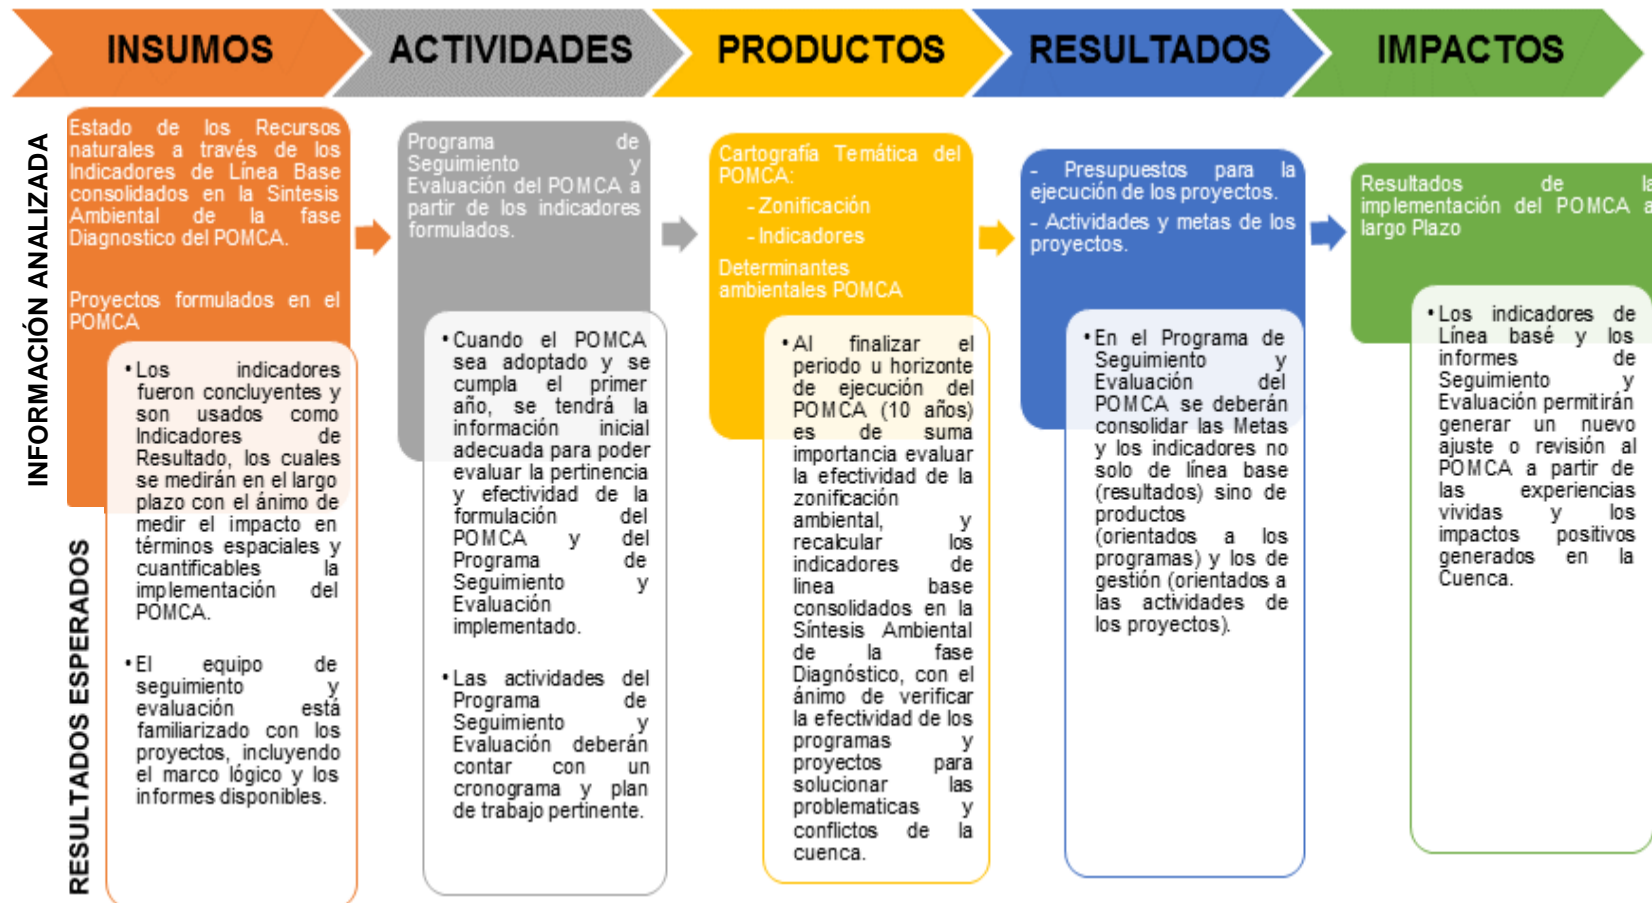 INSUMOS
ACTIVIDADES
PRODUCTOS
RESULTADOS
IMPACTOS
INFORMACIÓN ANALIZADA
Estado de los Recursos
naturales a través de los
Indicadores de Línea Base
consolidados en la Sintesis
Ambiental de la fase
Diagnostico del POMCA.
Proyectos formulados en el
POMCA
Programa de
Seguimiento y
Evaluación del POMCA a
partir de los indicadores
formulados.
Cartografía Temática del
POMCA:
- Zonificación
- Indicadores
Determinantes
ambientales POMCA
- Presupuestos para la
ejecución de los proyectos.
- Actividades y metas de los
proyectos.
Resultados de la
implementación del POMCA a
largo Plazo
RESULTADOS ESPERADOS
• Los indicadores
fueron concluyentes y
son usados como
Indicadores de
Resultado, los cuales
se medirán en el largo
plazo con el ánimo de
medir el impacto en
términos espaciales y
cuantificables la
implementación del
POMCA.
• El equipo de
seguimiento y
evaluación está
familiarizado con los
proyectos, incluyendo
el marco lógico y los
informes disponibles.
• Cuando el POMCA
sea adoptado y se
cumpla el primer
año, se tendrá la
información inicial
adecuada para poder
evaluar la pertinencia
y efectividad de la
formulación del
POMCA y del
Programa de
Seguimiento y
Evaluación
implementado.
• Las actividades del
Programa de
Seguimiento y
Evaluación deberán
contar con un
cronograma y plan
de trabajo pertinente.
• Al finalizar el
periodo u horizonte
de ejecución del
POMCA (10 años)
es de suma
importancia evaluar
la efectividad de la
zonificación
ambiental, y
recalcular los
indicadores de
linea base
consolidados en la
Síntesis Ambiental
de la fase
Diagnóstico, con el
ánimo de verificar
la efectividad de los
programas y
proyectos para
solucionar las
problematicas y
conflictos de la
cuenca.
• En el Programa de
Seguimiento y
Evaluación del
POMCA se deberán
consolidar las Metas
y los indicadores no
solo de línea base
(resultados) sino de
productos
(orientados a los
programas) y los de
gestión (orientados a
las actividades de
los proyectos).
• Los indicadores de
Línea basé y los
informes de
Seguimiento y
Evaluación permitirán
generar un nuevo
ajuste o revisión al
POMCA a partir de
las experiencias
vividas y los
impactos positivos
generados en la
Cuenca.